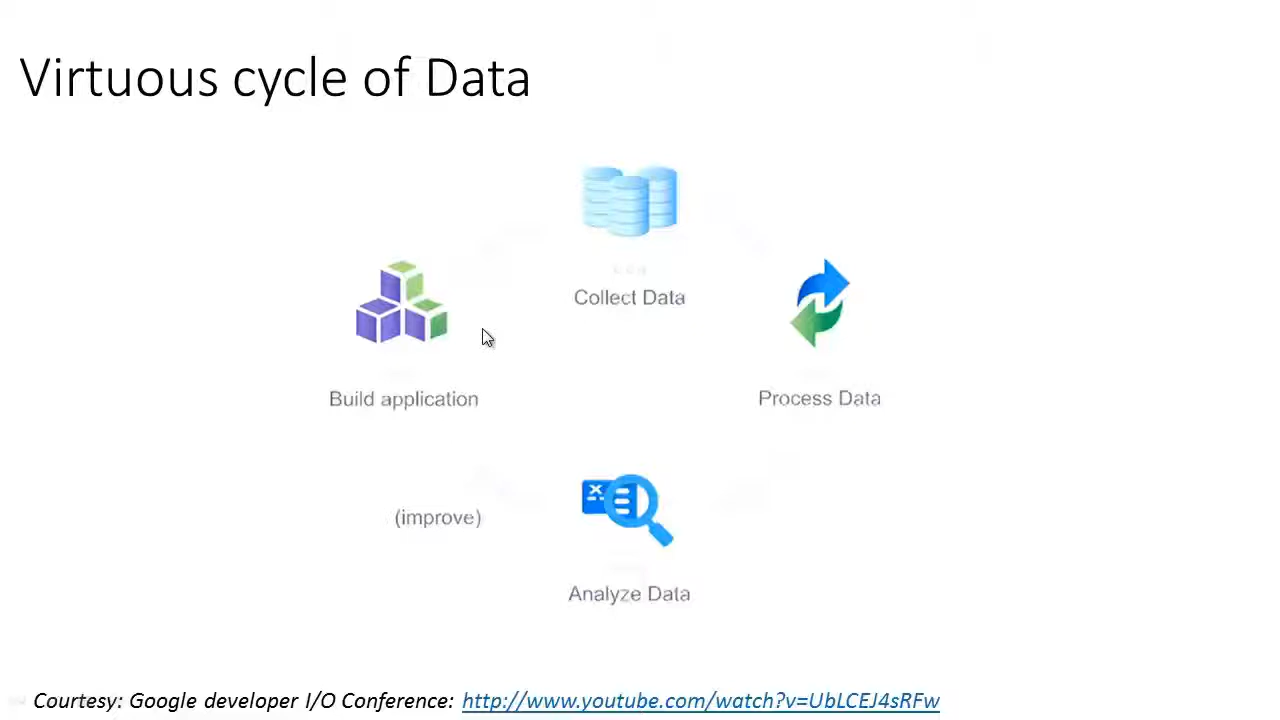 Virtuous cycle of Data
Collect Data
Build application
Process Data
(improve)
Analyze Data
Courtesy: Google developer I/O Conference: http://www.youtube.com/watch?v=UbLCEJ4sRFw